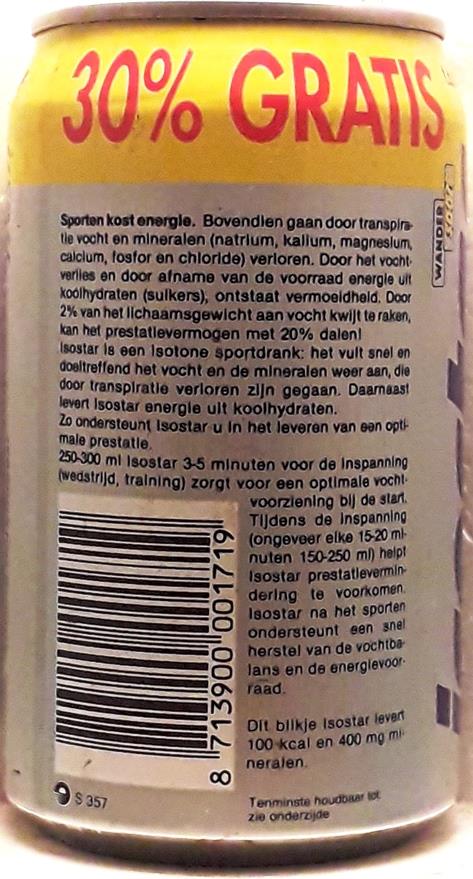 30% GRATIS
Sporten kost energie. Bovendien gaan door transpira-
tie vocht en mineralen (natrium, kalium, magnesium,
calcium, fosfor en chloride) verloren. Door het vocht-
verlies en door afname van de voorraad energie uit
koolhydraten (suikers), ontstaat vermoeidheid. Door
2% van het lichaamsgewicht aan vocht kwijt te raken,
kan het prestatievermogen met 20% dalen!
Isostar is een isotone sportdrank: het vult snel en
doeltreffend het vocht en de mineralen weer aan, die
door transpiratie verloren zijn gegaan. Daarnaast
levert Isostar energie uit koolhydraten.
Zo ondersteunt Isostar u in het leveren van een opti-
male prestatie.
250-300 ml Isostar 3-5 minuten voor de inspanning
(wedstrijd, training) zorgt voor een optimale vocht-
voorziening bij de start.
Tijdens de inspanning
(ongeveer elke 15-20 mi-
nuten 150-250 ml) helpt
Isostar prestatievermin-
dering te voorkomen.
Isostar na het sporten
ondersteunt een snel
herstel van de vochtba-
lans en de energievoor-
raad.
Dit blikje Isostar levert
100 kcal en 400 mg mi-
neralen.
Tenminste houdbaar tot
zie onderzijde
8 713900 001719
S 357
WANDER